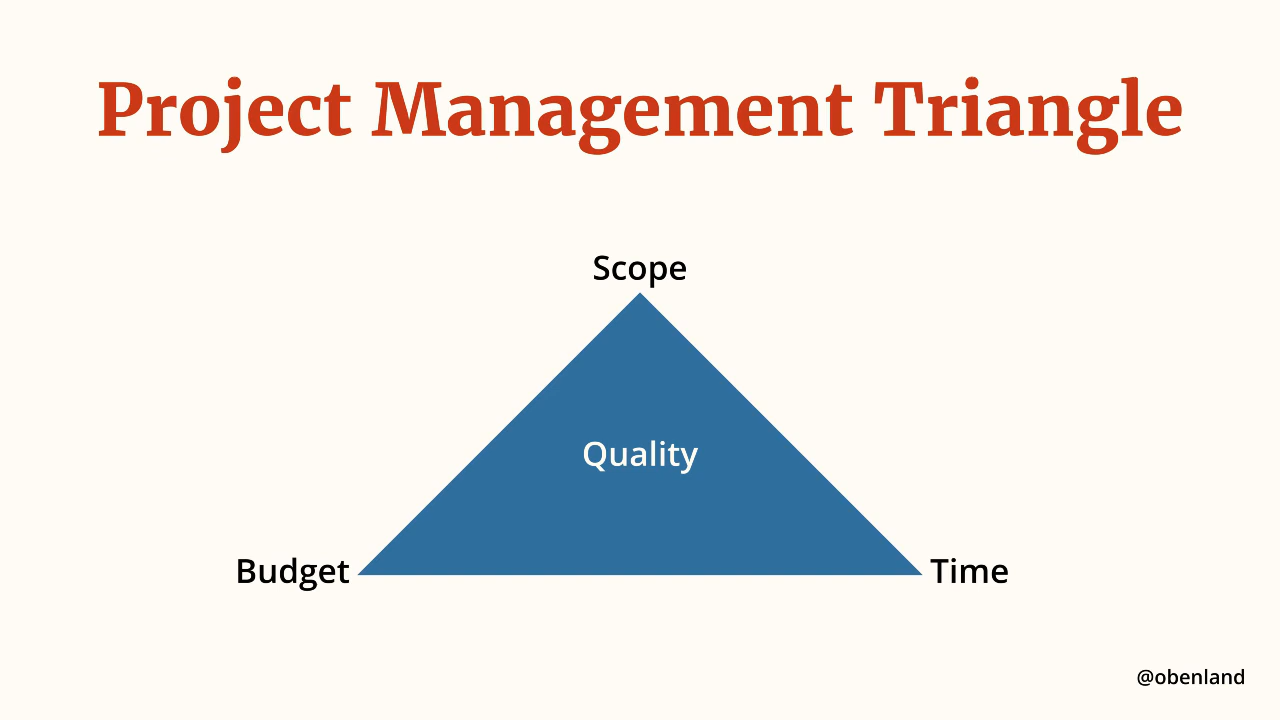 Project Management Triangle
Scope
Quality
Budget
Time
@obenland